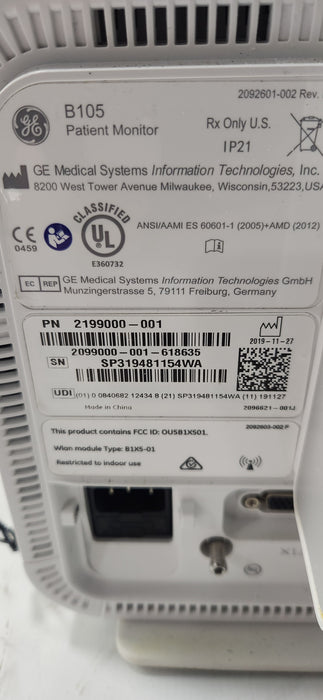 2092601-002 Rev.
GE
B105
Patient Monitor
Rx Only U.S.
IP21
GE Medical Systems Information Technologies, Inc.
8200 West Tower Avenue Milwaukee, Wisconsin,53223,USA
CLASSIFIED
UL
E360732
CE
0459
ANSI/AAMI ES 60601-1 (2005)+AMD (2012)
EC REP
GE Medical Systems Information Technologies GmbH
Munzingerstrasse 5, 79111 Freiburg, Germany
PN 2199000-001
2019-11-27
2099000-001-618635
SN
SP319481154WA
UDI
(01) 0 0840682 12434 8 (21) SP319481154WA (11) 191127
Made in China
2096821-001J
This product contains FCC ID: OU5B1XS01.
2092603-002 P
Wlan module Type: B1X5-01
Restricted to indoor use